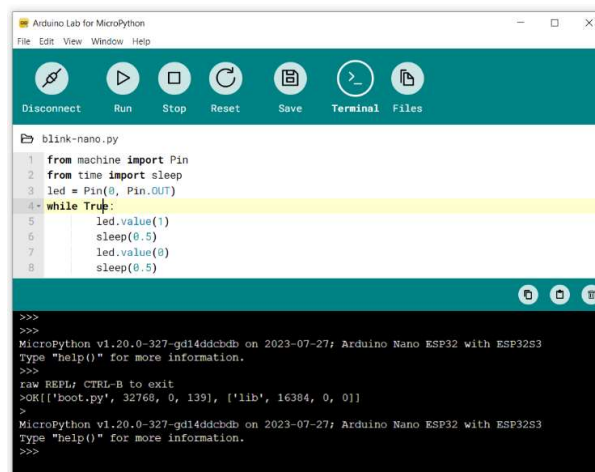 Arduino Lab for MicroPython
File Edit View Window Help
Disconnect Run Stop Reset Save Terminal Files
blink-nano.py
1 from machine import Pin
2 from time import sleep
3 led = Pin(0, Pin.OUT)
4 while True:
5 led.value(1)
6 sleep(0.5)
7 led.value(0)
8 sleep(0.5)
>>>
>>>
MicroPython v1.20.0-327-gd14ddcbdb on 2023-07-27; Arduino Nano ESP32 with ESP32S3
Type "help()" for more information.
>>>
raw REPL; CTRL-B to exit
>OK[['boot.py', 32768, 0, 139], ['lib', 16384, 0, 0]]
>
MicroPython v1.20.0-327-gd14ddcbdb on 2023-07-27; Arduino Nano ESP32 with ESP32S3
Type "help()" for more information.
>>>